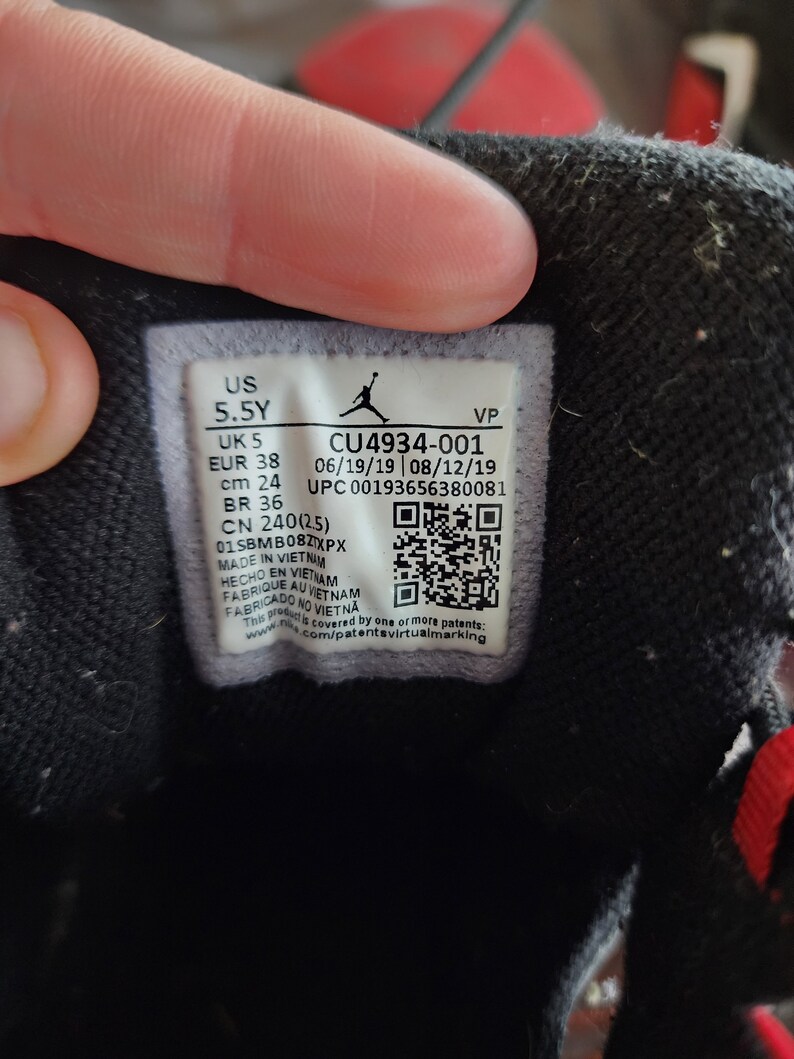 US
5.5Y
VP
UK 5
CU4934-001
EUR 38
06/19/19 | 08/12/19
cm 24
UPC 00193656380081
BR 36
CN 240(2.5)
01SBMB08ZTXPX
MADE IN VIETNAM
HECHO EN VIETNAM
FABRIQUE AU VIETNAM
FABRICADO NO VIETNÃ
This product is covered by one or more patents:
www.nike.com/patentsvirtualmarking